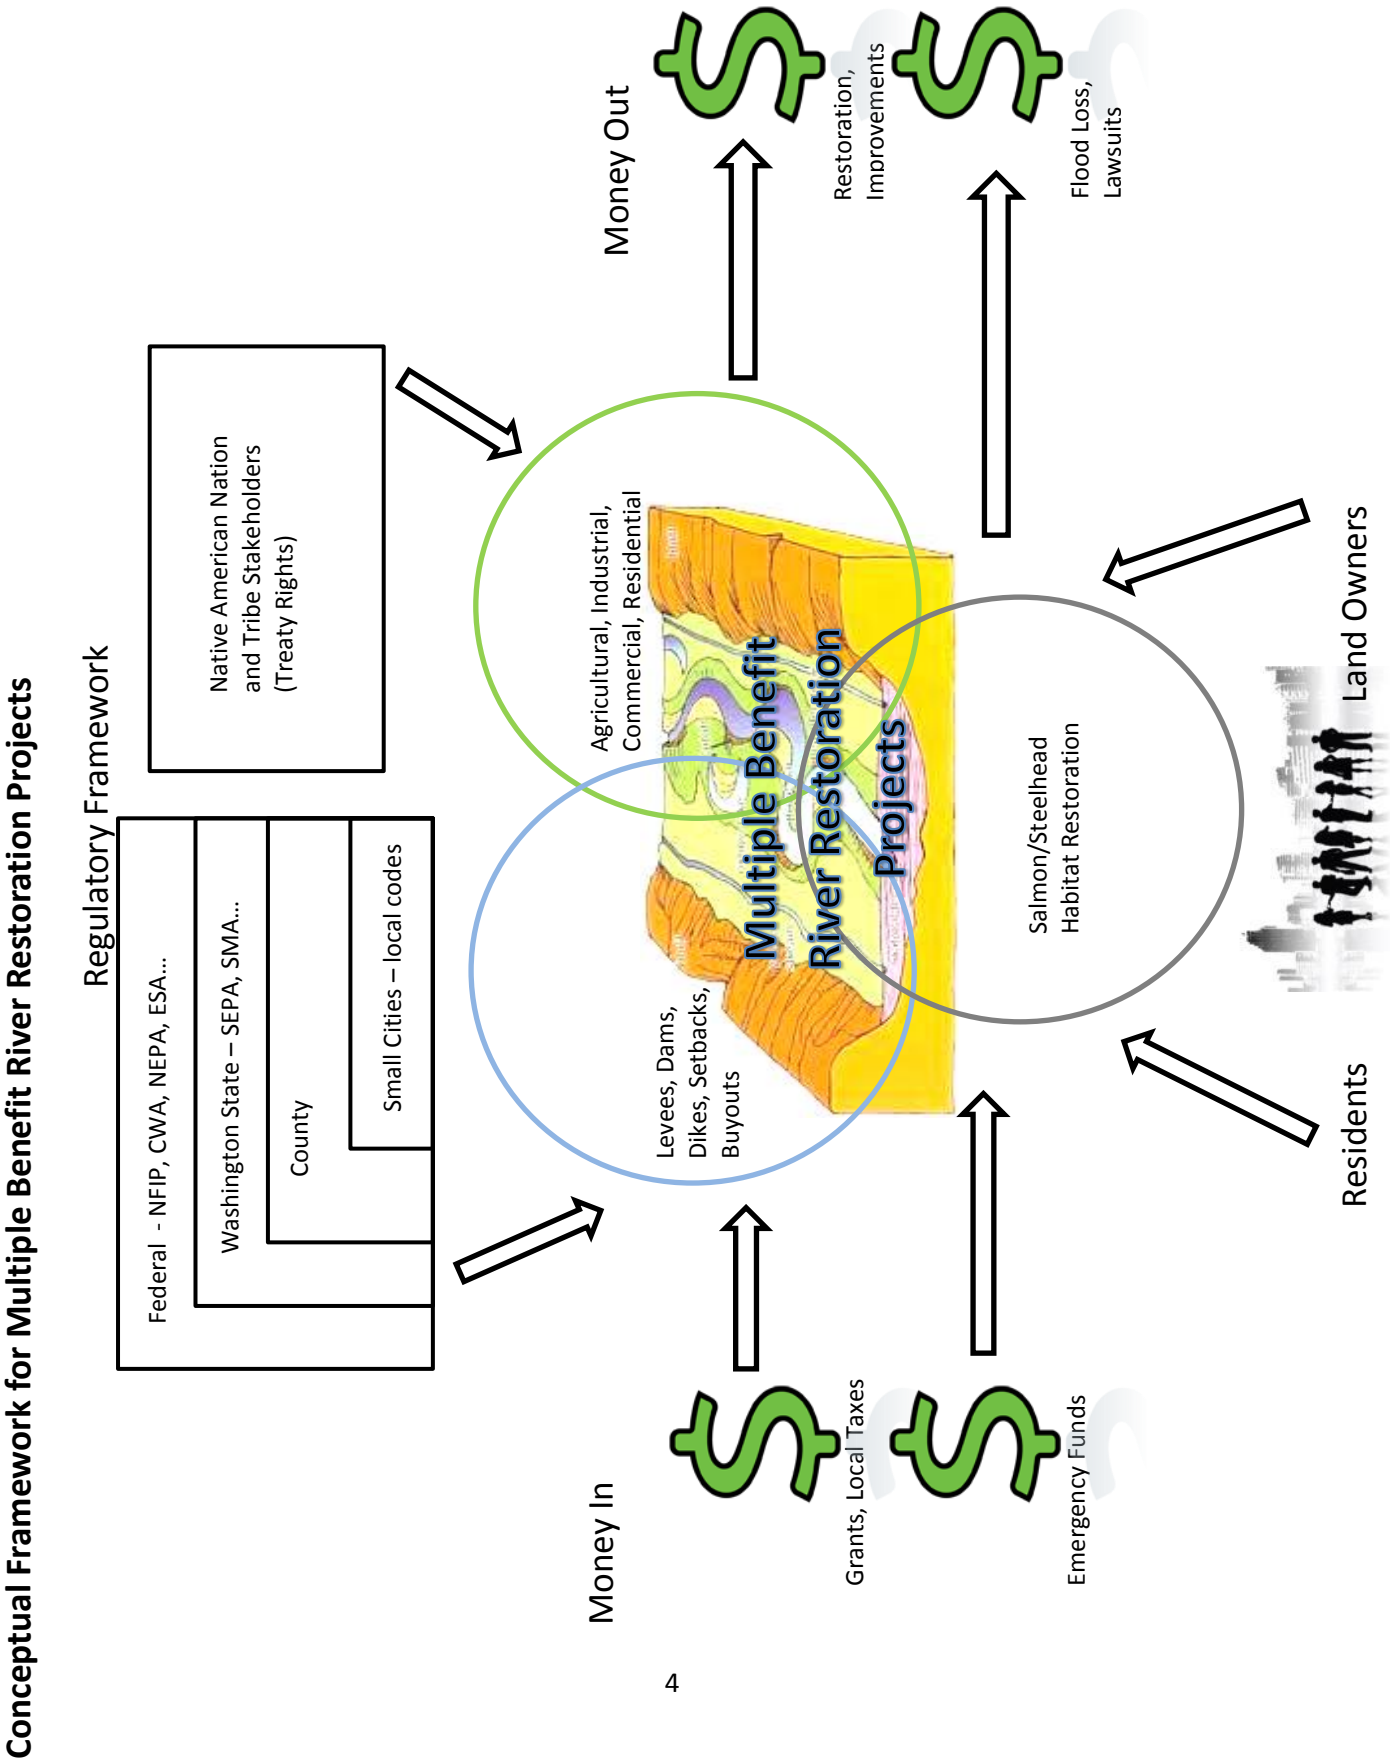 Conceptual Framework for Multiple Benefit River Restoration Projects
Regulatory Framework
Federal - NFIP, CWA, NEPA, ESA…
Washington State – SEPA, SMA…
County
Small Cities – local codes
Native American Nation
and Tribe Stakeholders
(Treaty Rights)
Money In
Grants, Local Taxes
Emergency Funds
Levees, Dams,
Dikes, Setbacks,
Buyouts
Agricultural, Industrial,
Commercial, Residential
Multiple Benefit
River Restoration
Projects
Salmon/Steelhead
Habitat Restoration
Money Out
Restoration,
Improvements
Flood Loss,
Lawsuits
Residents
Land Owners
4